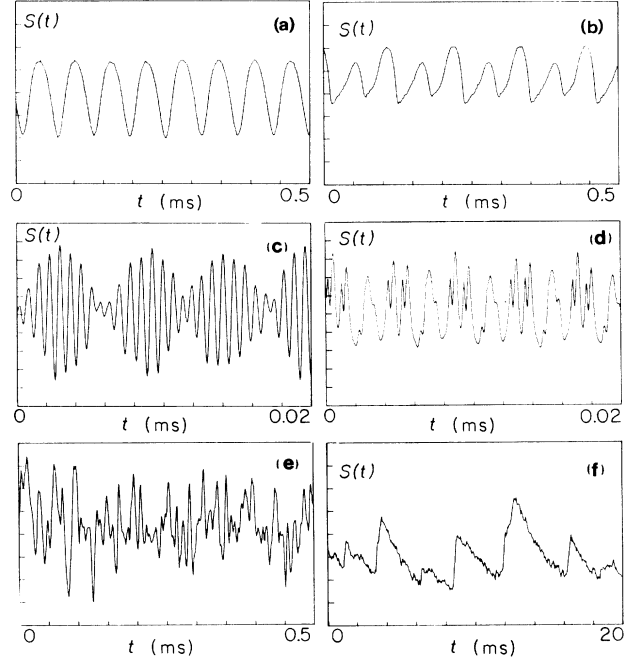 S(t) (a)
0 0.5
t (ms)
S(t) (b)
0 0.5
t (ms)
S(t) (c)
0 0.02
t (ms)
S(t) (d)
0 0.02
t (ms)
(e)
0 0.5
t (ms)
S(t) (f)
0 20
t (ms)